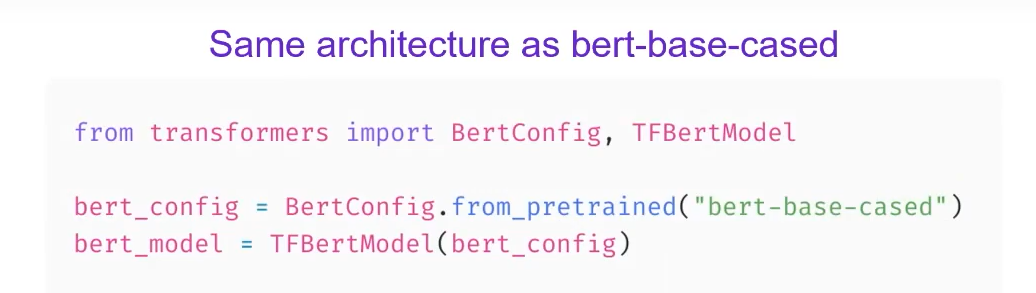 Same architecture as bert-base-cased
from transformers import BertConfig, TFBertModel
bert_config = BertConfig.from_pretrained("bert-base-cased")
bert_model = TFBertModel(bert_config)